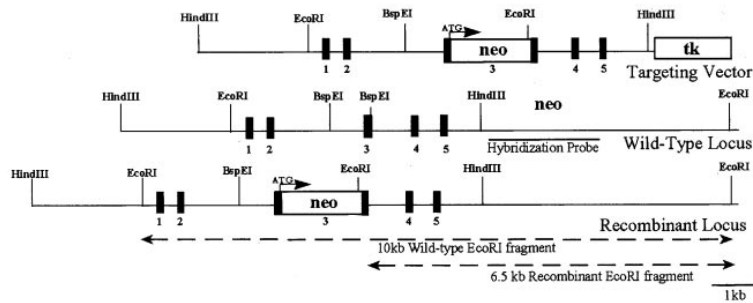 HindIII EcoRI BspEI ATG EcoRI HindIII
neo tk
1 2 3 4 5
Targeting Vector
HindIII EcoRI BspEI BspEI HindIII neo EcoRI
1 2 3 4 5
Hybridization Probe
Wild-Type Locus
HindIII EcoRI BspEI ATG EcoRI HindIII EcoRI
neo
1 2 3 4 5
Recombinant Locus
10kb Wild-type EcoRI fragment
6.5 kb Recombinant EcoRI fragment
1kb